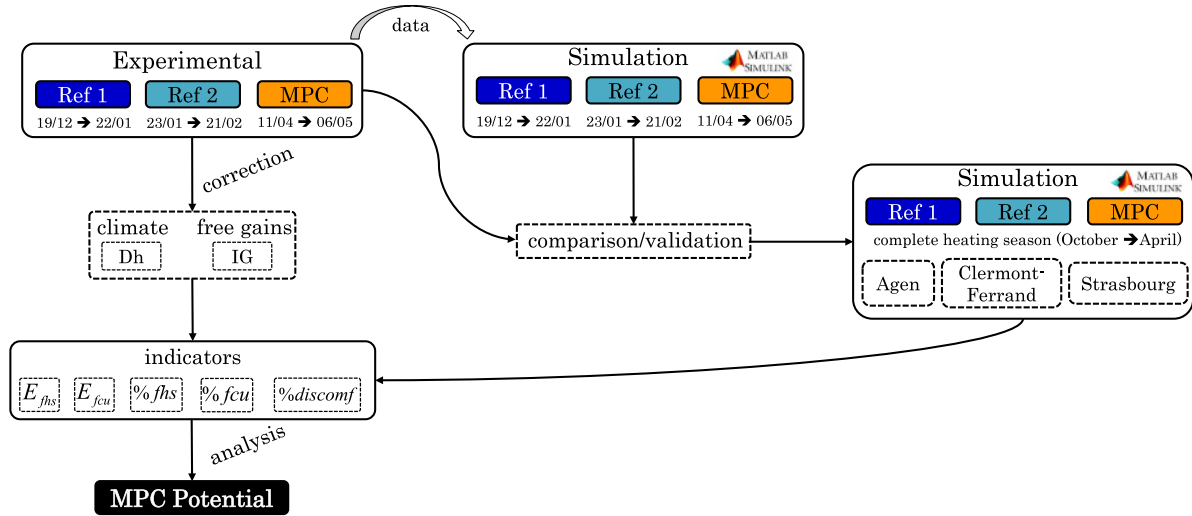 data
Experimental
Ref 1 Ref 2 MPC
19/12 ➔ 22/01 23/01 ➔ 21/02 11/04 ➔ 06/05
Simulation
MATLAB
SIMULINK
Ref 1 Ref 2 MPC
19/12 ➔ 22/01 23/01 ➔ 21/02 11/04 ➔ 06/05
correction
climate free gains
Dh IG
comparison/validation
Simulation
MATLAB
SIMULINK
Ref 1 Ref 2 MPC
complete heating season (October ➔April)
Agen
Clermont-
Ferrand
Strasbourg
indicators
E_fhs E_fcu % fhs % fcu %discomf
analysis
MPC Potential